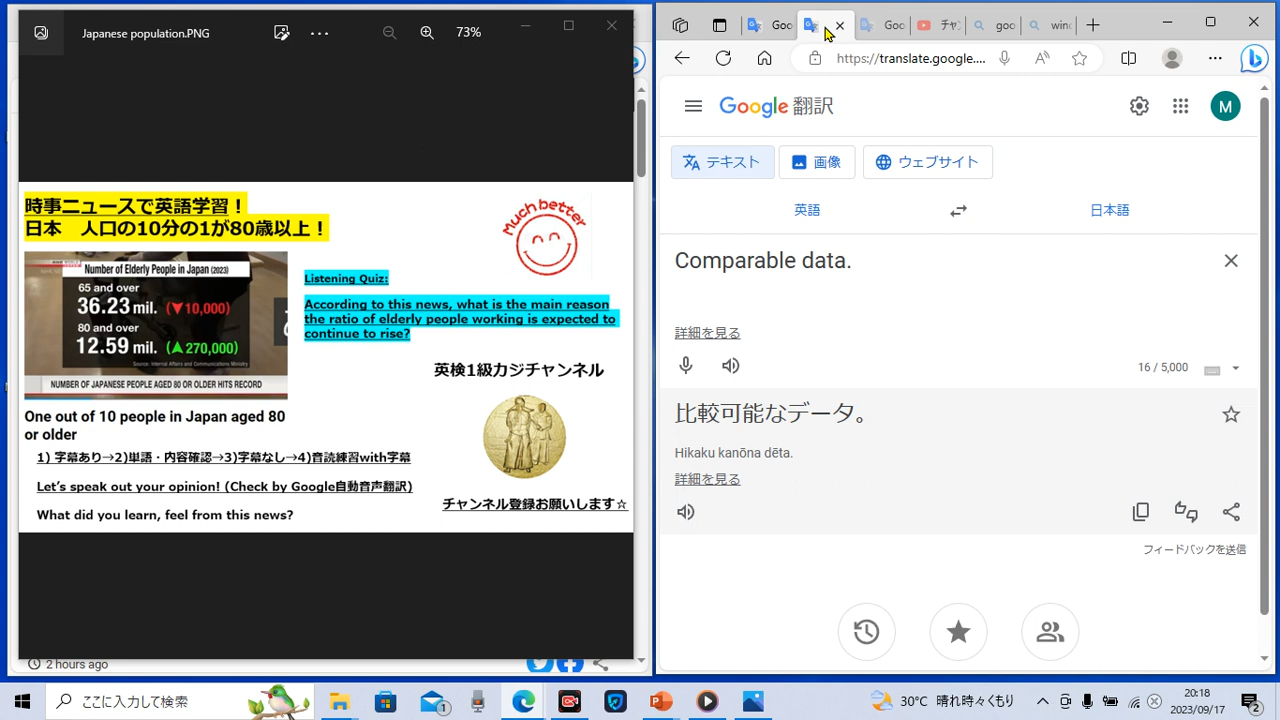 Japanese population.PNG
73%
時事ニュースで英語学習！
日本　人口の10分の1が80歳以上！
Much better
Number of Elderly People in Japan (2023)
65 and over
36.23 mil. (▼10,000)
80 and over
12.59 mil. (▲270,000)
Source: Internal Affairs and Communications Ministry
NUMBER OF JAPANESE PEOPLE AGED 80 OR OLDER HITS RECORD
Listening Quiz:
According to this news, what is the main reason
the ratio of elderly people working is expected to
continue to rise?
英検1級カジチャンネル
One out of 10 people in Japan aged 80
or older
1) 字幕あり→2)単語・内容確認→3)字幕なし→4)音読練習with字幕
Let's speak out your opinion! (Check by Google自動音声翻訳)
チャンネル登録お願いします☆
What did you learn, feel from this news?
2 hours ago
Goo
Goo
チャ
goo
wind
https://translate.google....
Google 翻訳
M
テキスト
画像
ウェブサイト
英語
日本語
Comparable data.
詳細を見る
16 / 5,000
比較可能なデータ。
Hikaku kanōna dēta.
詳細を見る
フィードバックを送信
ここに入力して検索
30°C 晴れ時々くもり
20:18
2023/09/17